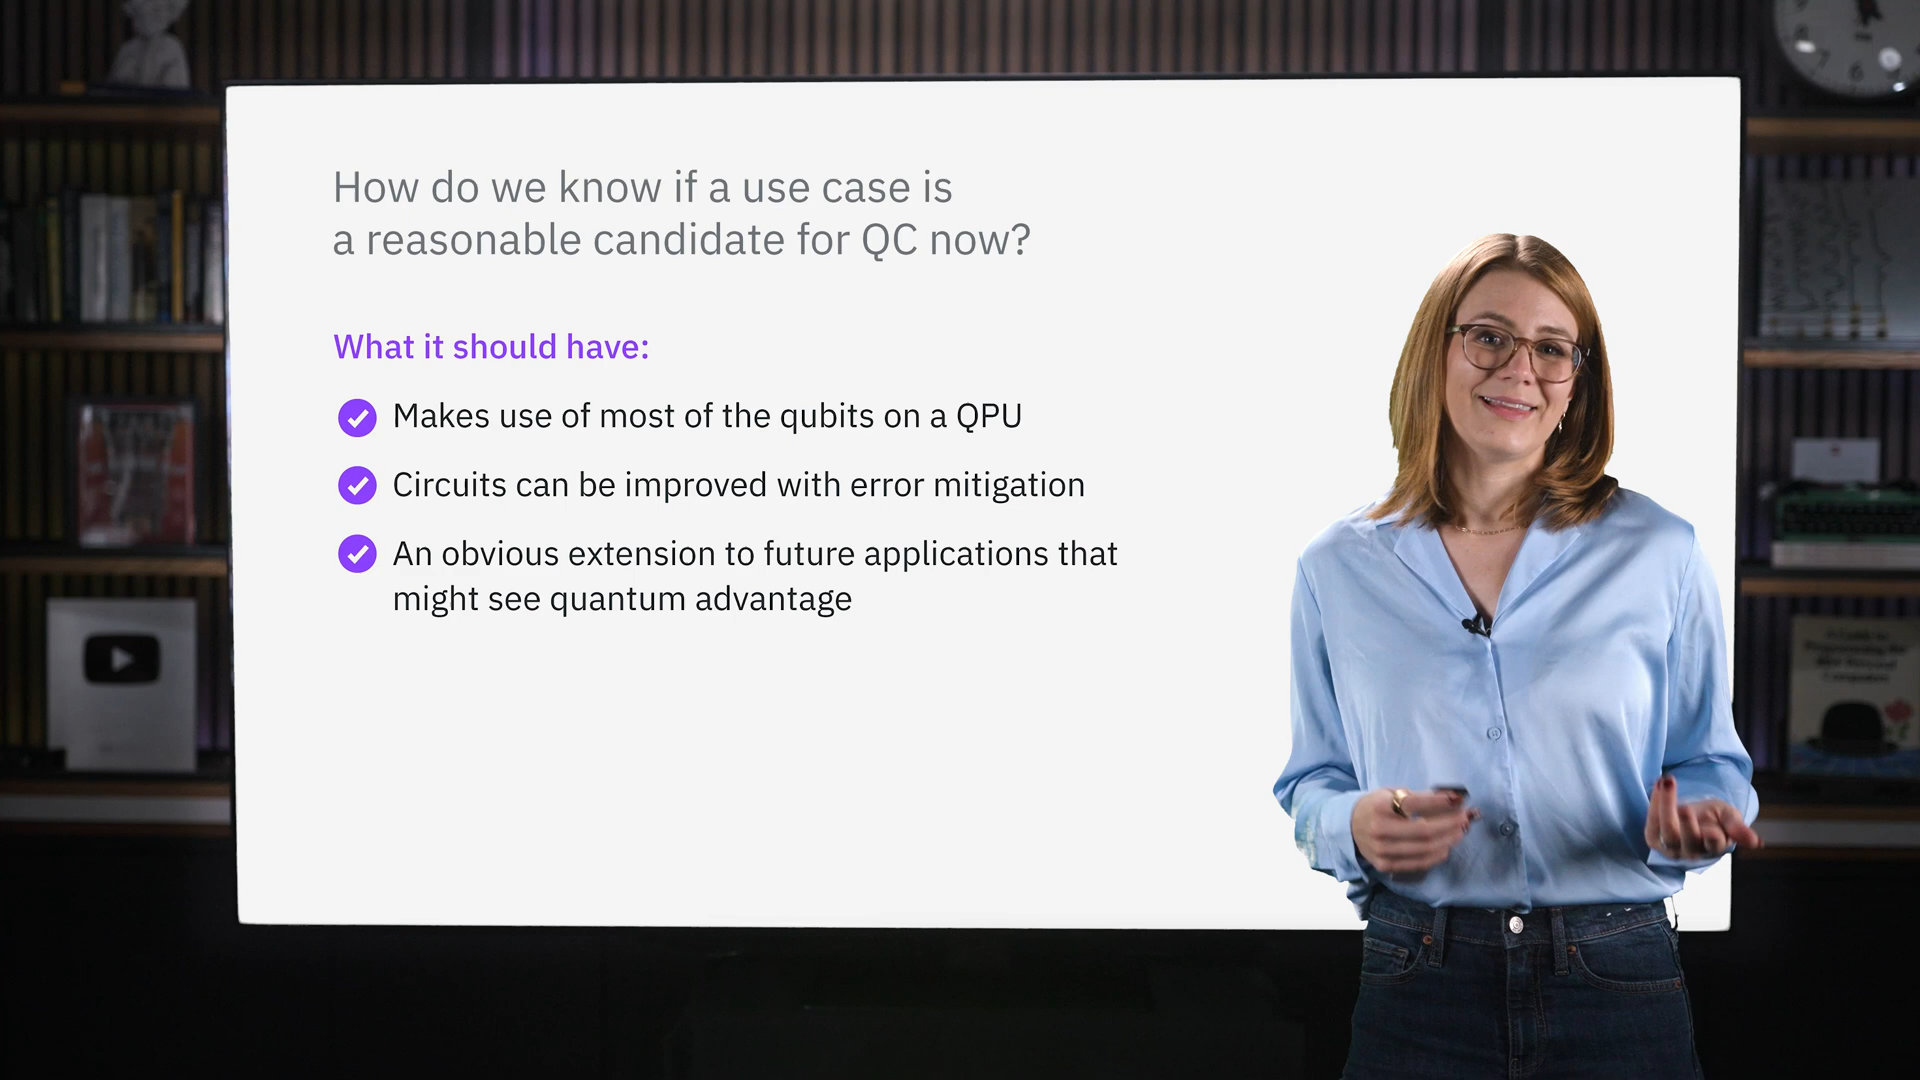 How do we know if a use case is
a reasonable candidate for QC now?
What it should have:
Makes use of most of the qubits on a QPU
Circuits can be improved with error mitigation
An obvious extension to future applications that
might see quantum advantage